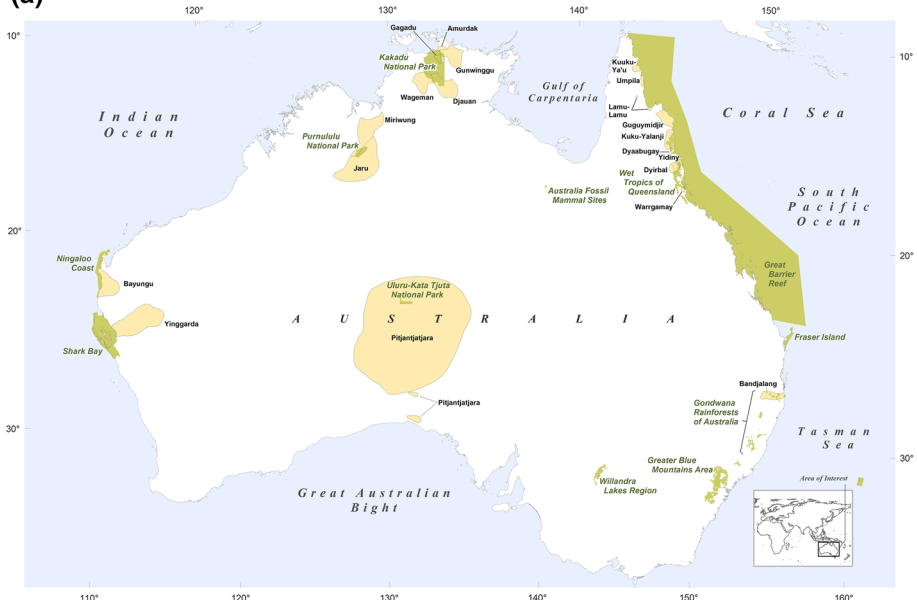 (a)
120°
130°
140°
150°
10°
10°
Gagadu
Amurdak
Kakadu
National Park
Gunwinggu
Wageman
Djauan
Kuuku-
Ya'u
Umpila
Gulf of
Carpentaria
Lamu-
Lamu
Coral Sea
Indian
Ocean
Miriwung
Guguymidjir
Kuku-Yalanji
Purnululu
National Park
Dyaabugay
Yidiny
Jaru
Dyirbal
Wet
Tropics of
Queensland
Australia Fossil
Mammal Sites
Warrgamay
South
Pacific
Ocean
20°
20°
Ningaloo
Coast
Bayungu
Great
Barrier
Reef
Uluru-Kata Tjuta
National Park
AUSTRALIA
Yinggarda
Pitjantjatjara
Shark Bay
Fraser Island
Bandjalang
Pitjantjatjara
Gondwana
Rainforests
of Australia
30°
30°
Tasman
Sea
Greater Blue
Mountains Area
Willandra
Lakes Region
Area of Interest
Great Australian
Bight
110°
120°
130°
140°
150°
160°